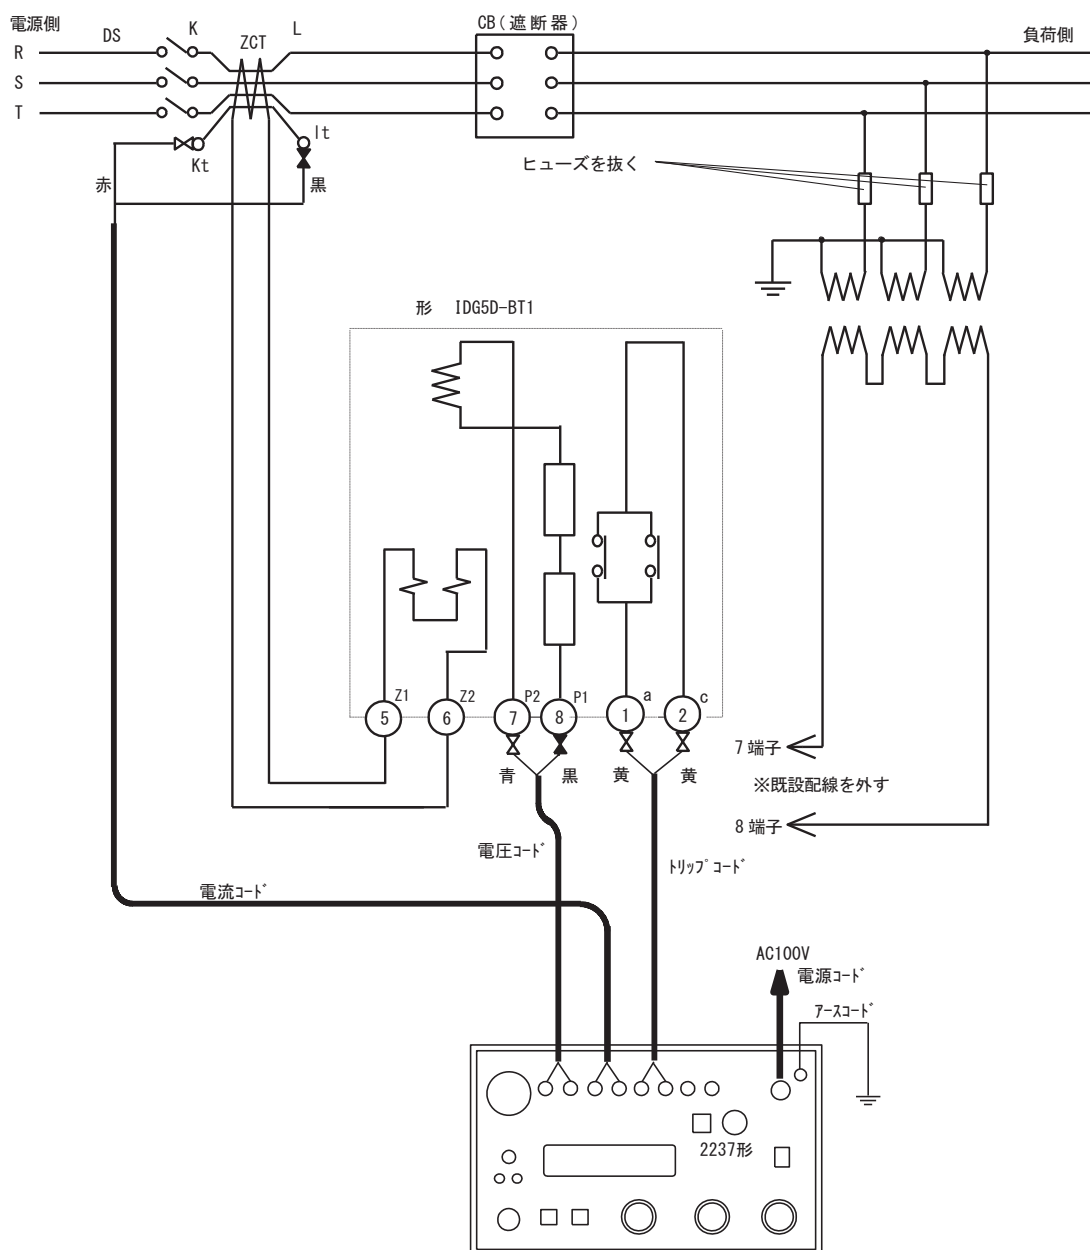 電源側
DS
K
ZCT
L
CB(遮断器)
負荷側
R
S
T
Kt
lt
赤
黒
ヒューズを抜く
形 IDG5D-BT1
Z1
Z2
P2
P1
a
c
5
6
7
8
1
2
青
黒
黄
黄
7端子
※既設配線を外す
8端子
電圧ｺｰﾄﾞ
ﾄﾘｯﾌﾟｺｰﾄﾞ
電流ｺｰﾄﾞ
AC100V
電源ｺｰﾄﾞ
ｱｰｽｺｰﾄﾞ
2237形